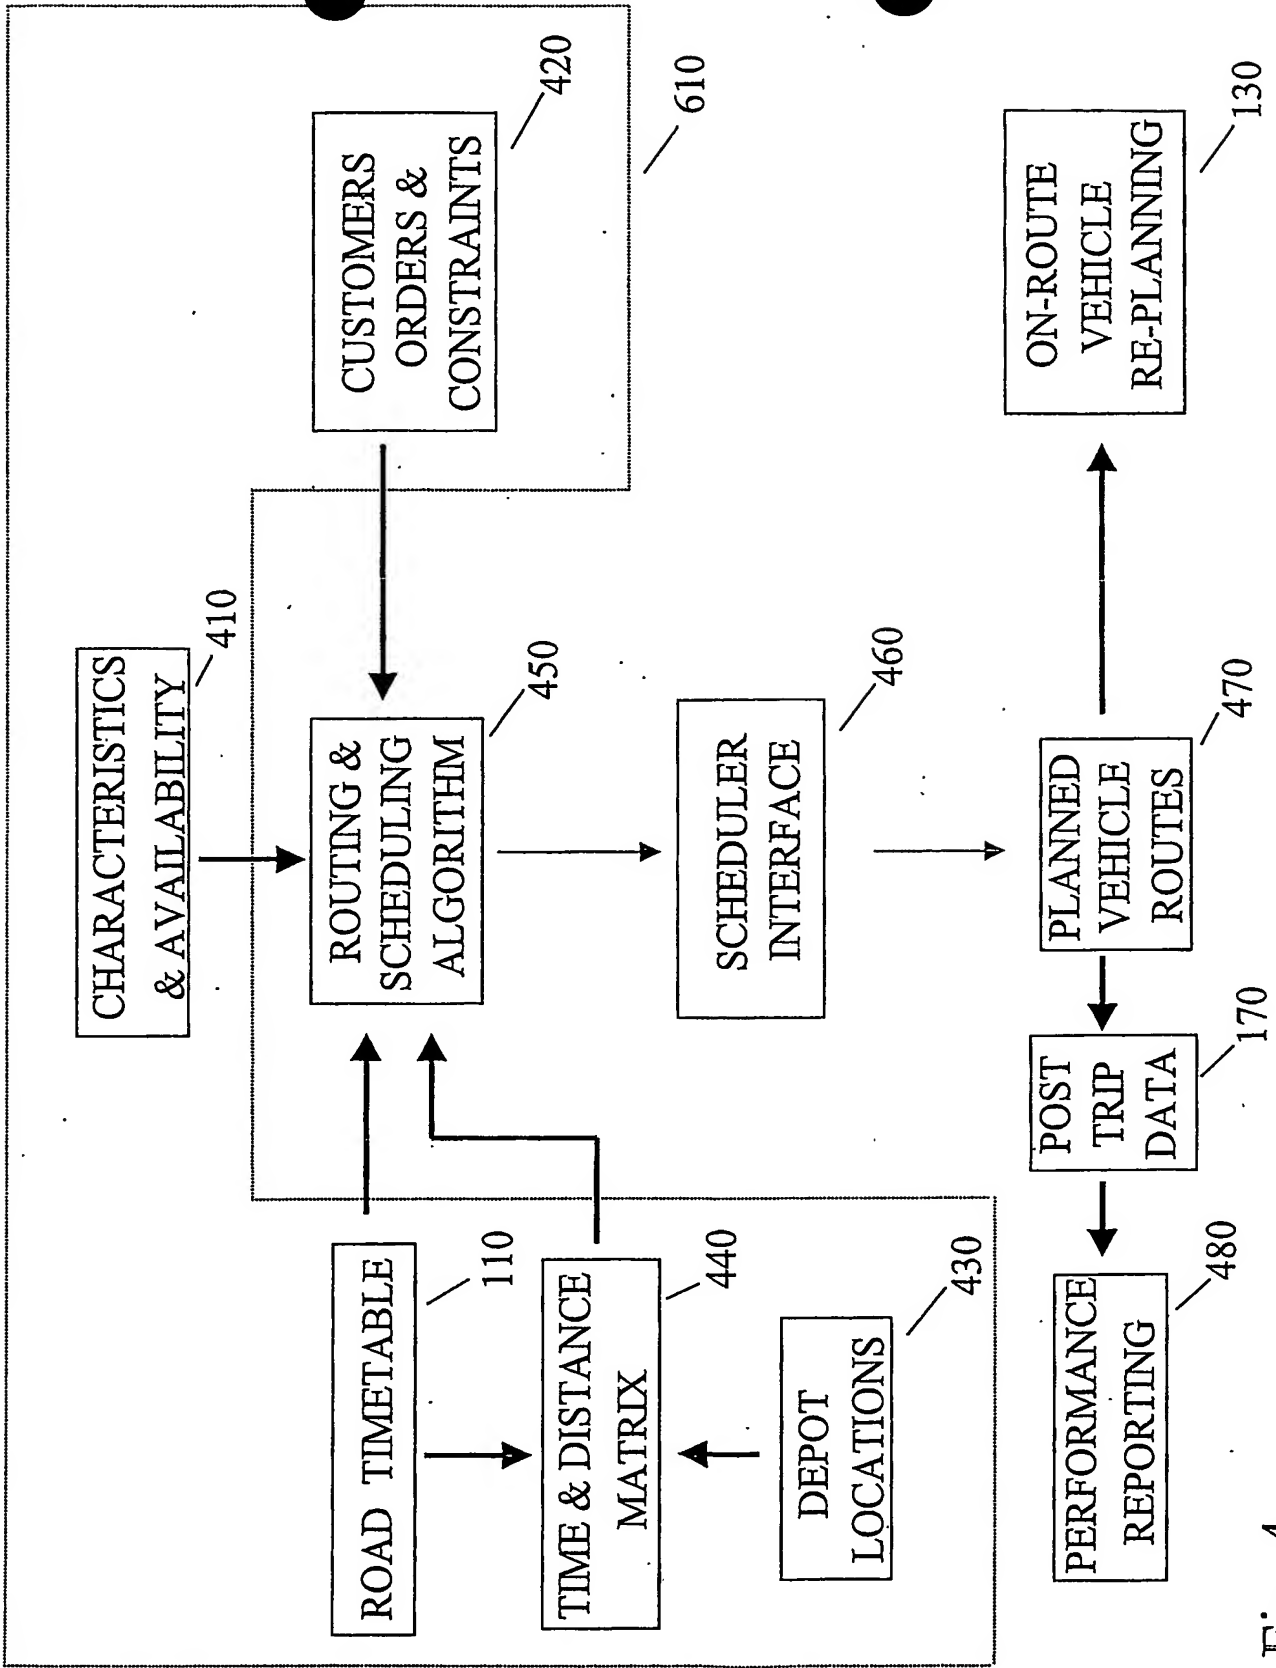 CHARACTERISTICS
& AVAILABILITY
410
ROAD TIMETABLE
110
ROUTING &
SCHEDULING
ALGORITHM
450
CUSTOMERS
ORDERS &
CONSTRAINTS
420
610
TIME & DISTANCE
MATRIX
440
SCHEDULER
INTERFACE
460
DEPOT
LOCATIONS
430
PERFORMANCE
REPORTING
480
POST
TRIP
DATA
170
PLANNED
VEHICLE
ROUTES
470
ON-ROUTE
VEHICLE
RE-PLANNING
130